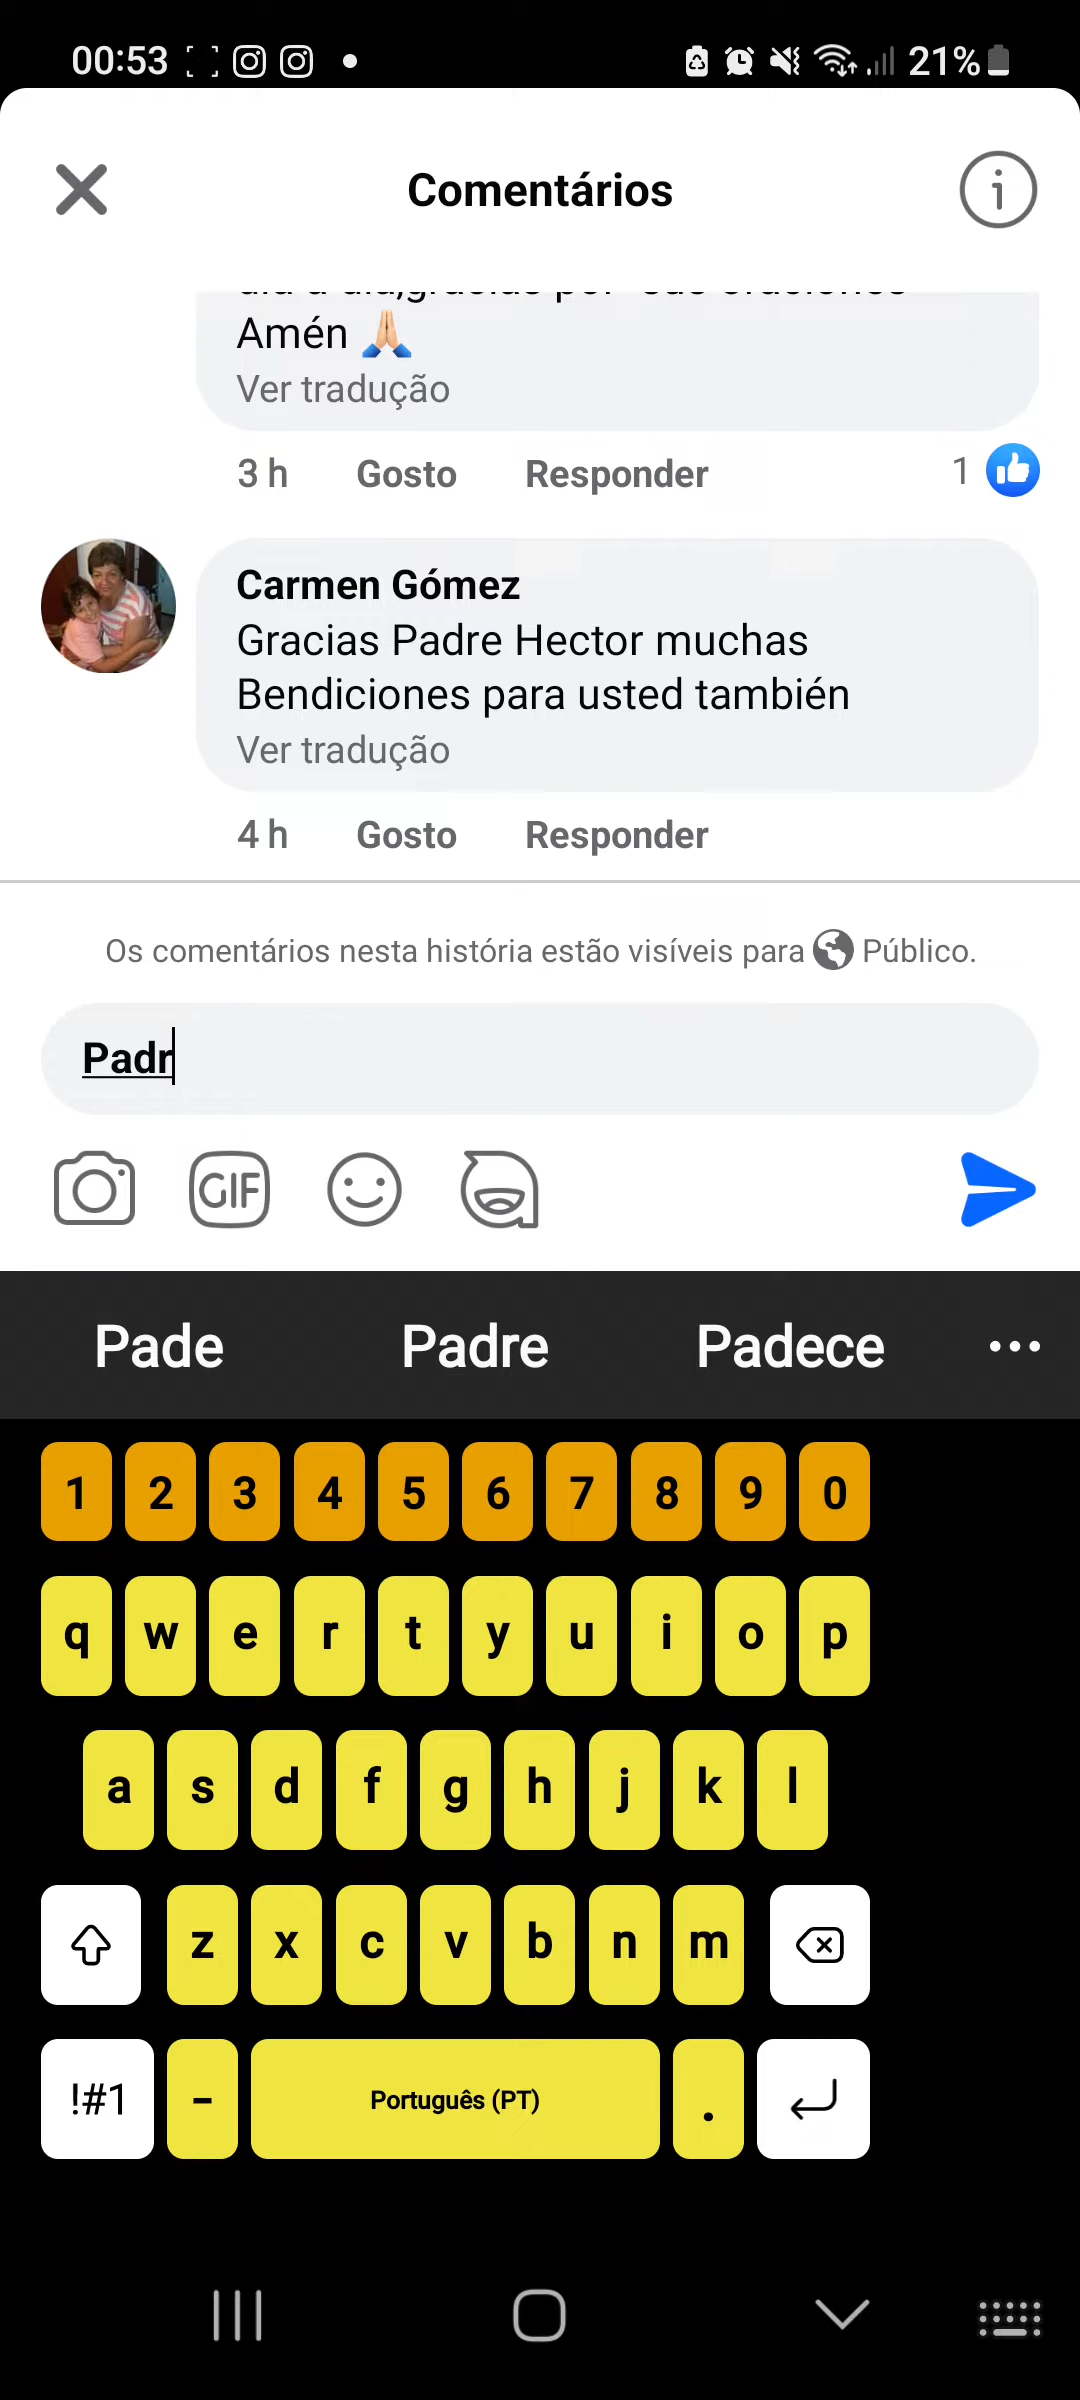 00:53
21%
Comentários
Amén 🙏🏻
Ver tradução
3 h Gosto Responder 1
Carmen Gómez
Gracias Padre Hector muchas
Bendiciones para usted también
Ver tradução
4 h Gosto Responder
Os comentários nesta história estão visíveis para Público.
Padr
GIF
Pade Padre Padece ...
1 2 3 4 5 6 7 8 9 0
q w e r t y u i o p
a s d f g h j k l
z x c v b n m
!#1 - Português (PT) .